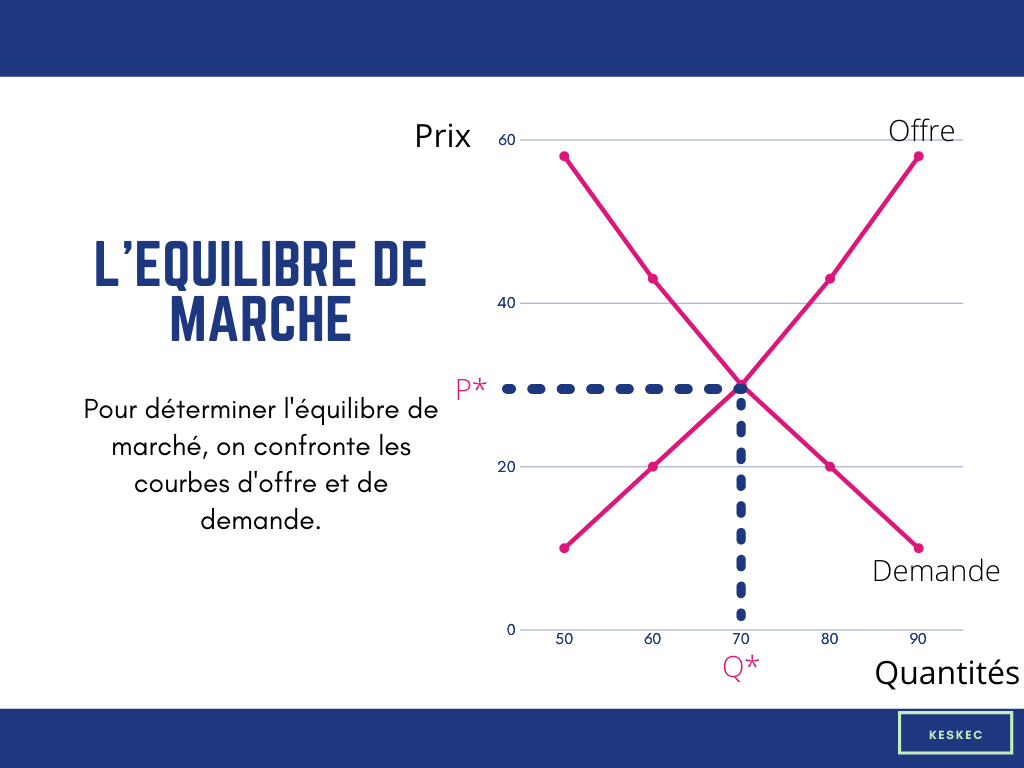 L'EQUILIBRE DE
MARCHE
Pour déterminer l'équilibre de
marché, on confronte les
courbes d'offre et de
demande.
Prix
60
40
20
0
P*
Offre
Demande
50 60 70 80 90
Q*
Quantités
KESKEC